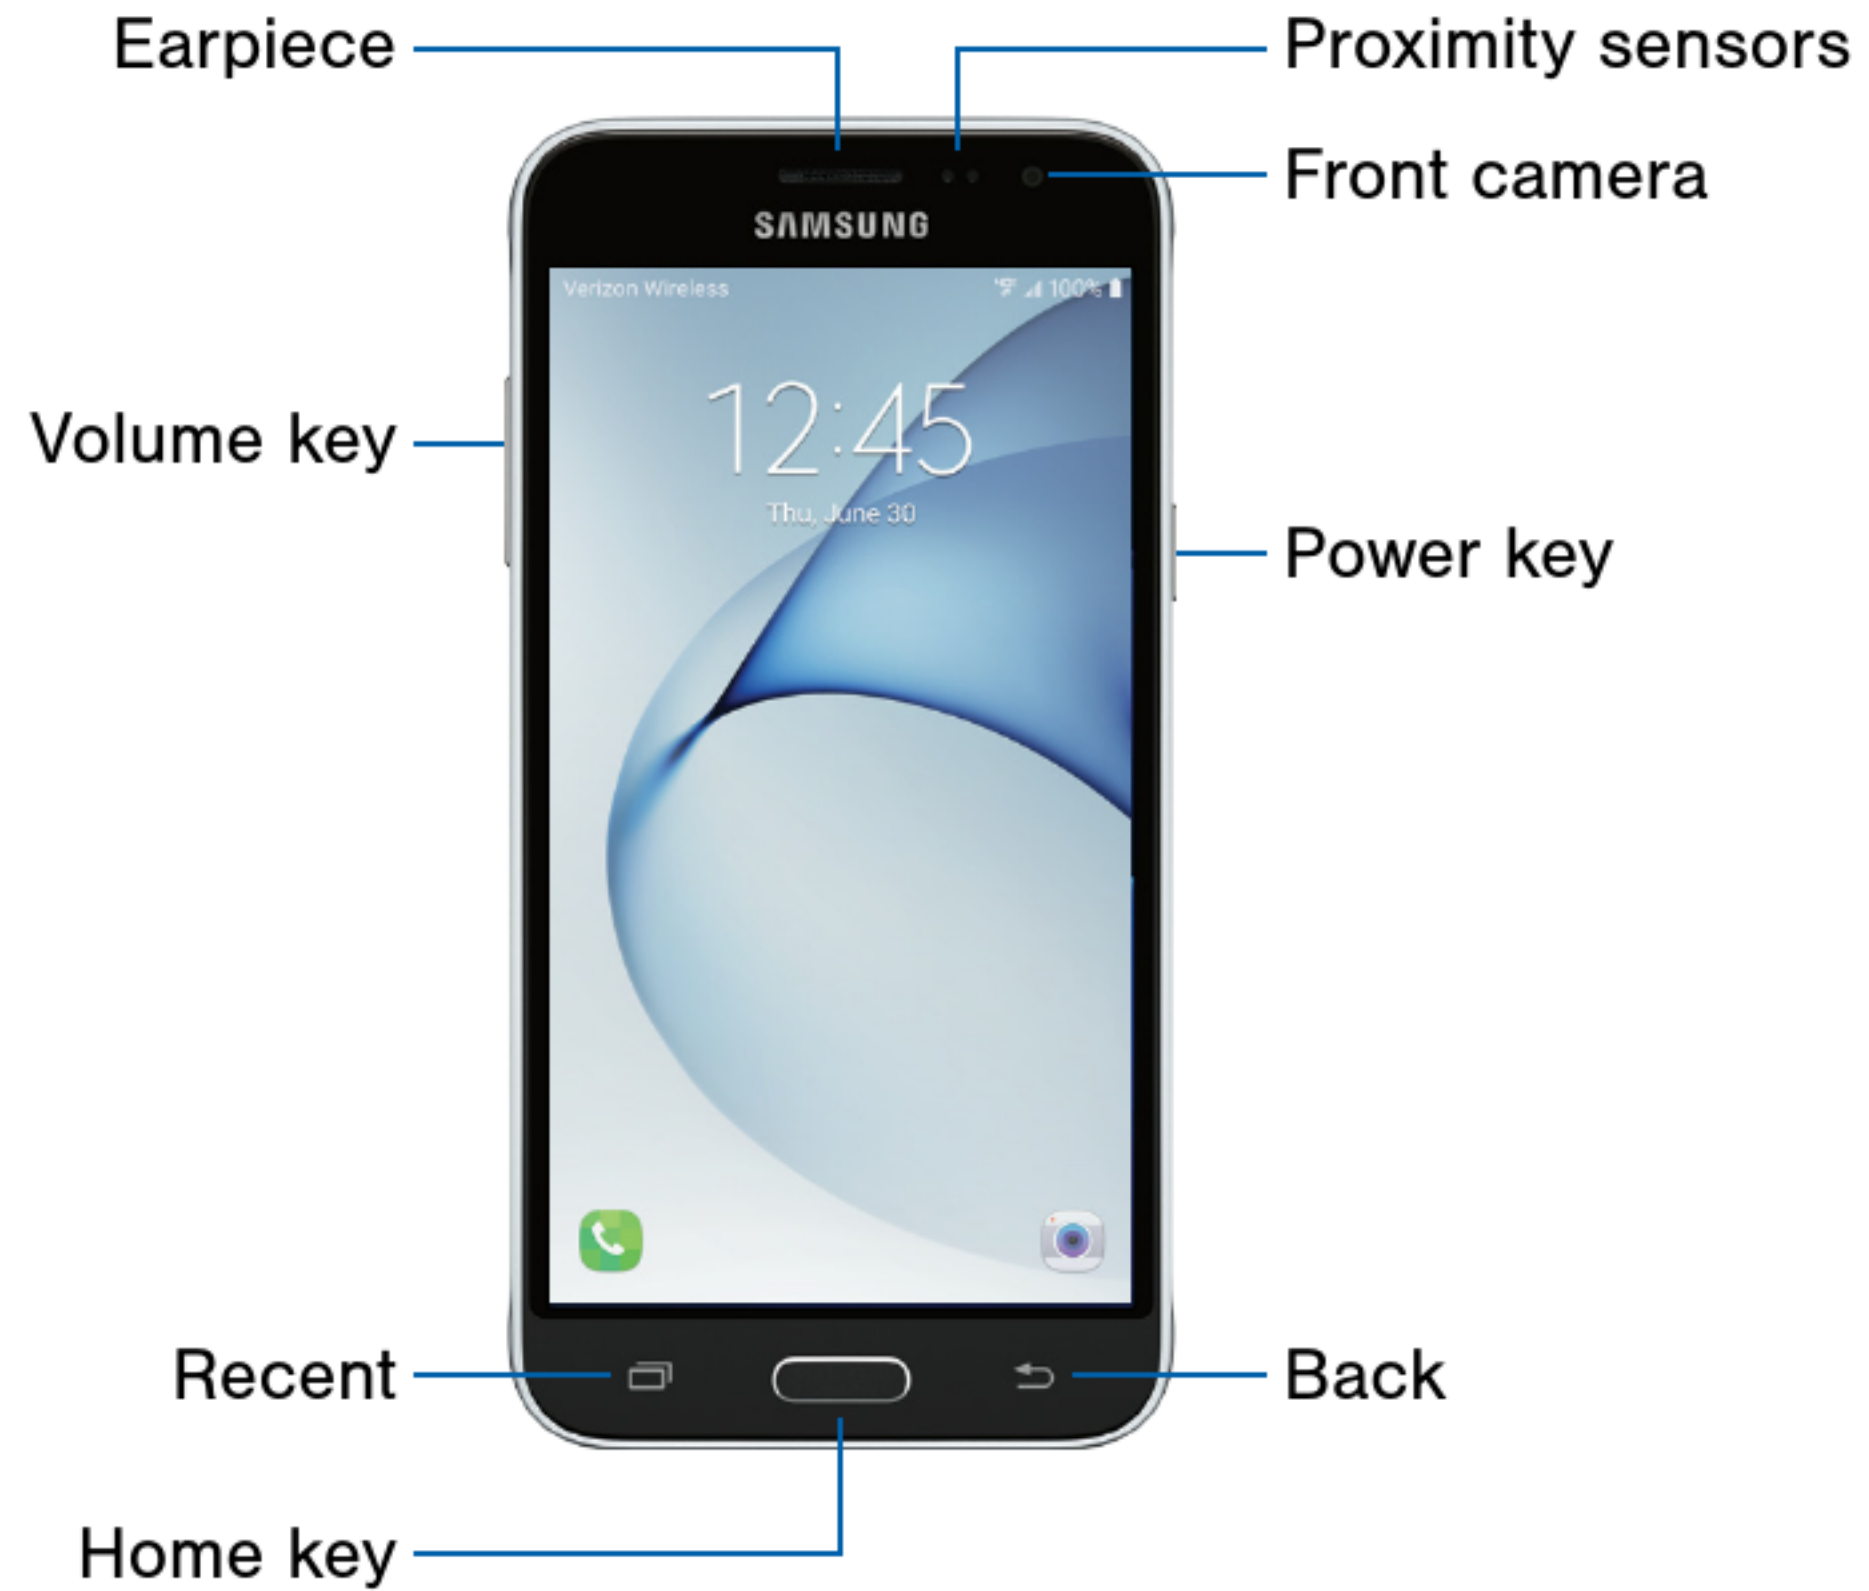 Earpiece
Proximity sensors
Front camera
SAMSUNG
Verizon Wireless
100%
12:45
Thu, June 30
Volume key
Power key
Recent
Back
Home key